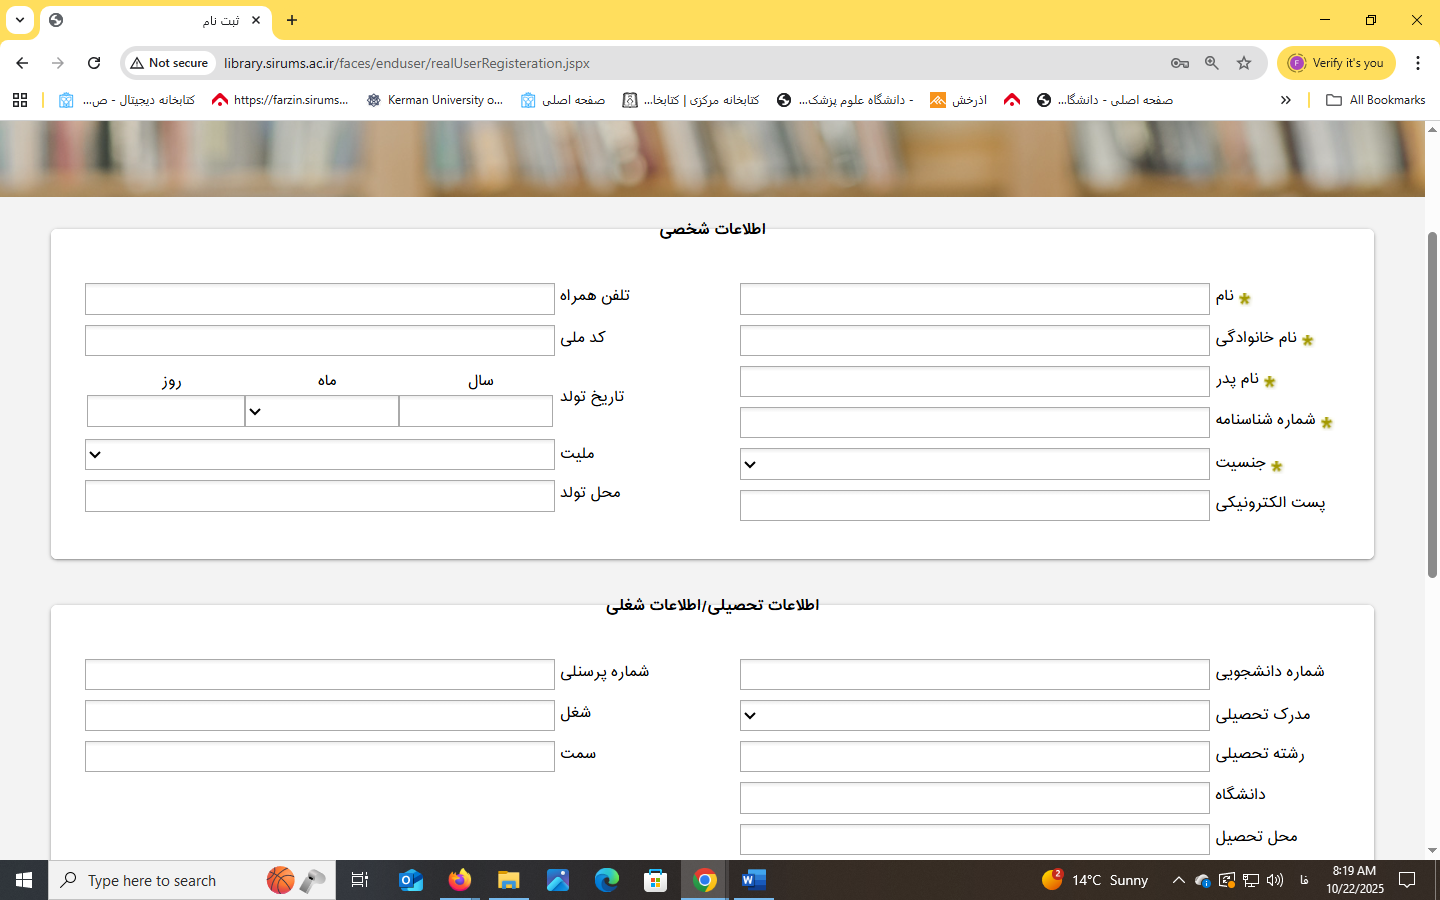 ثبت نام
Not secure
library.sirums.ac.ir/faces/enduser/realUserRegisteration.jspx
Verify it's you
F
کتابخانه دیجیتال - ص...
https://farzin.sirums...
Kerman University o...
صفحه اصلی
کتابخانه مرکزی | کتابخا...
- دانشگاه علوم پزشک...
آذرخش
صفحه اصلی - دانشگا...
All Bookmarks
اطلاعات شخصی
نام
تلفن همراه
نام خانوادگی
کد ملی
نام پدر
سال ماه روز
تاریخ تولد
شماره شناسنامه
جنسیت
ملیت
پست الکترونیکی
محل تولد
اطلاعات تحصیلی/اطلاعات شغلی
شماره دانشجویی
شماره پرسنلی
مدرک تحصیلی
شغل
رشته تحصیلی
سمت
دانشگاه
محل تحصیل
Type here to search
2
14°C Sunny
فا
8:19 AM
10/22/2025